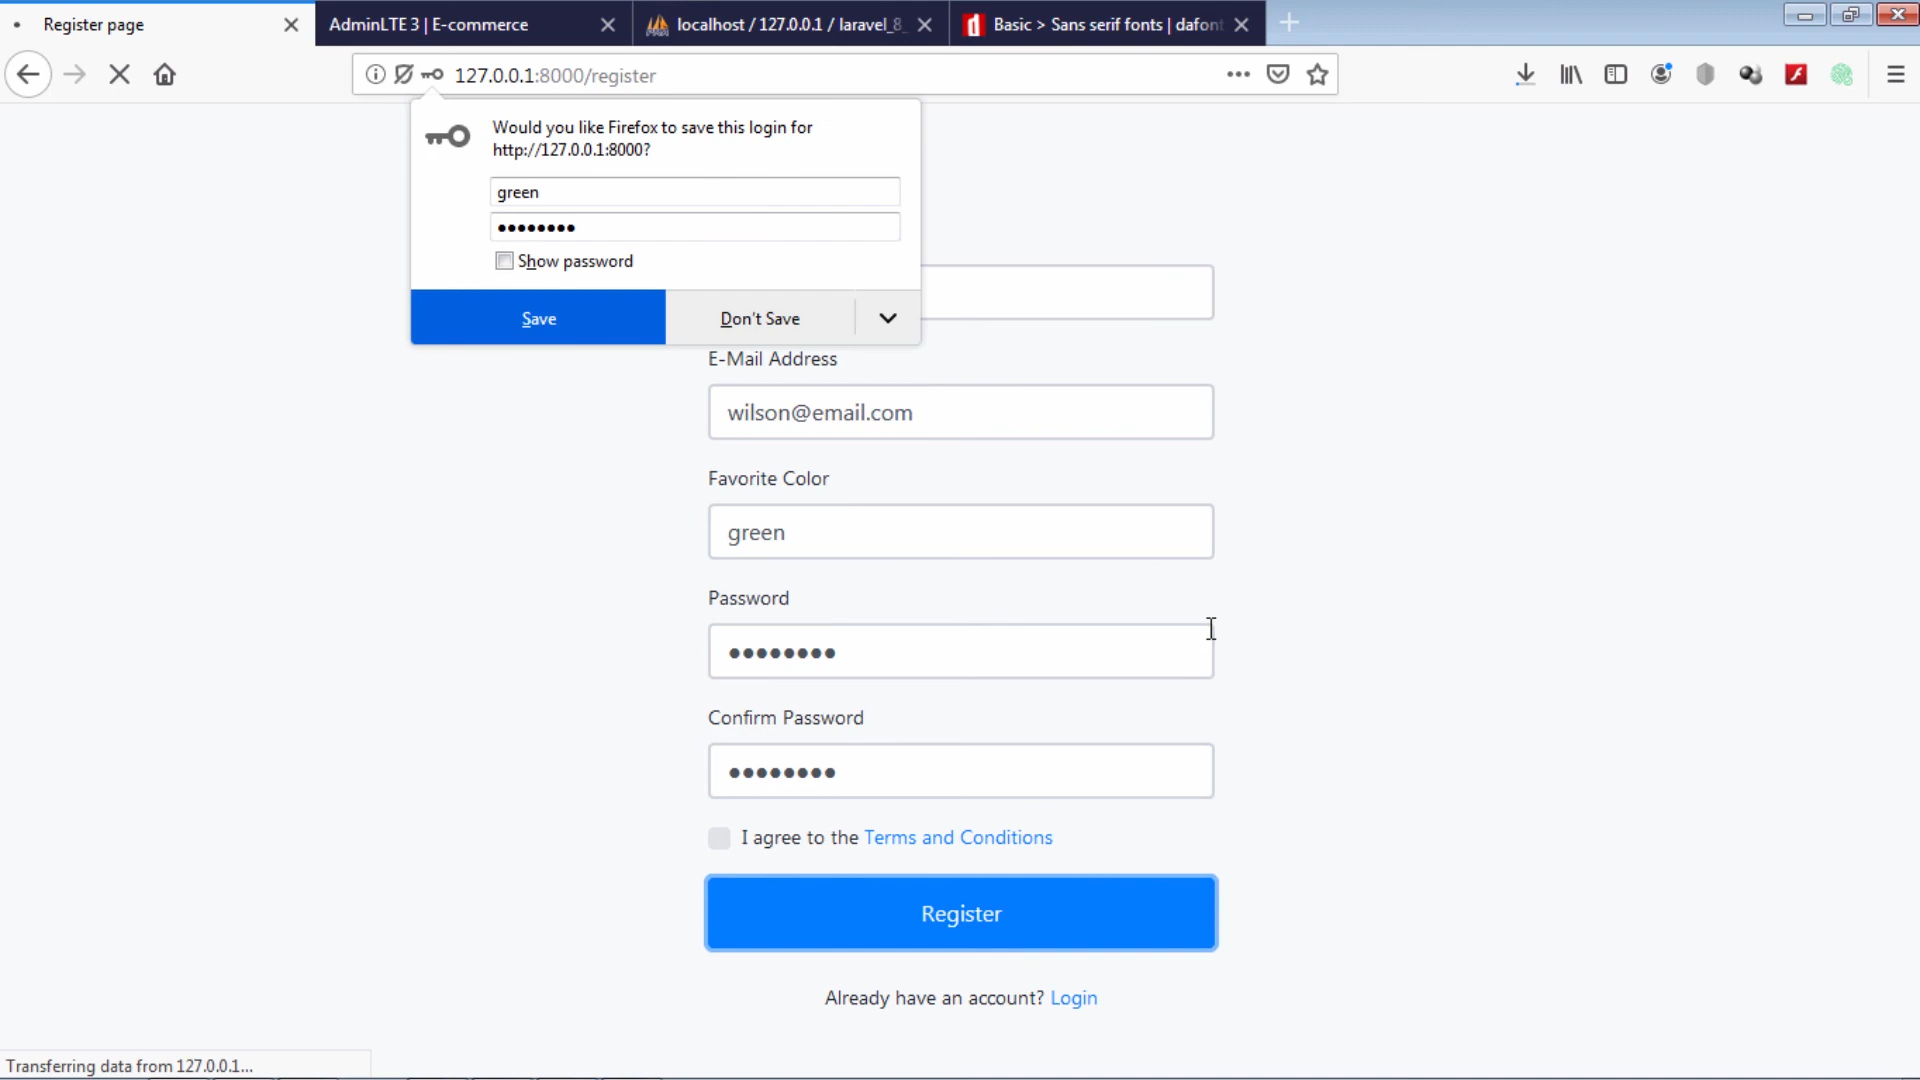 Register page
AdminLTE 3 | E-commerce
localhost / 127.0.0.1 / laravel_8_
Basic > Sans serif fonts | dafont
127.0.0.1:8000/register
Would you like Firefox to save this login for
http://127.0.0.1:8000?
green
Show password
Save
Don't Save
E-Mail Address
wilson@email.com
Favorite Color
green
Password
Confirm Password
I agree to the Terms and Conditions
Register
Already have an account? Login
Transferring data from 127.0.0.1...